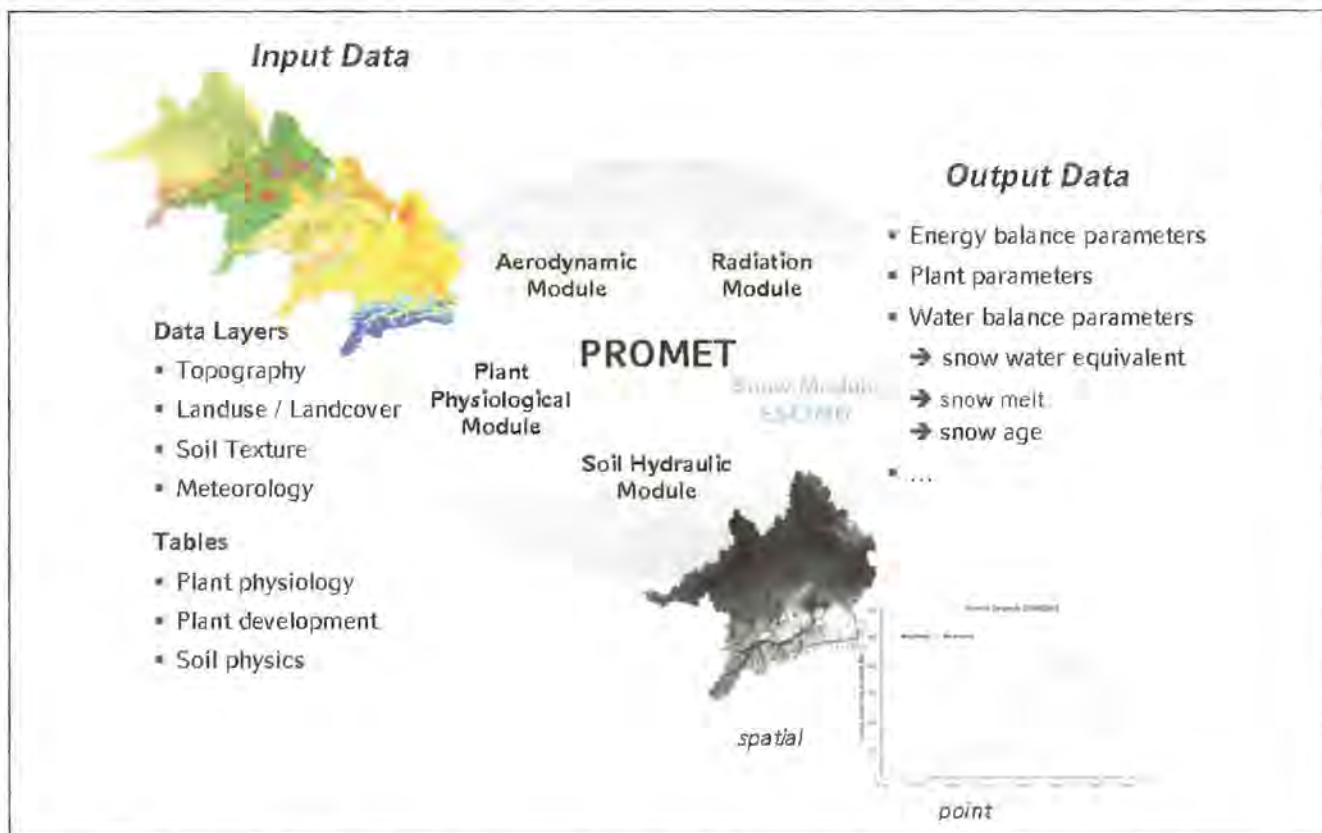 Input Data
Output Data
Aerodynamic
Module
Radiation
Module
PROMET
Plant
Physiological
Module
Snow Module
Soil Hydraulic
Module
Data Layers
▪ Topography
▪ Landuse / Landcover
▪ Soil Texture
▪ Meteorology
Tables
▪ Plant physiology
▪ Plant development
▪ Soil physics
▪ Energy balance parameters
▪ Plant parameters
▪ Water balance parameters
➔ snow water equivalent
➔ snow melt
➔ snow age
▪ ...
spatial
point